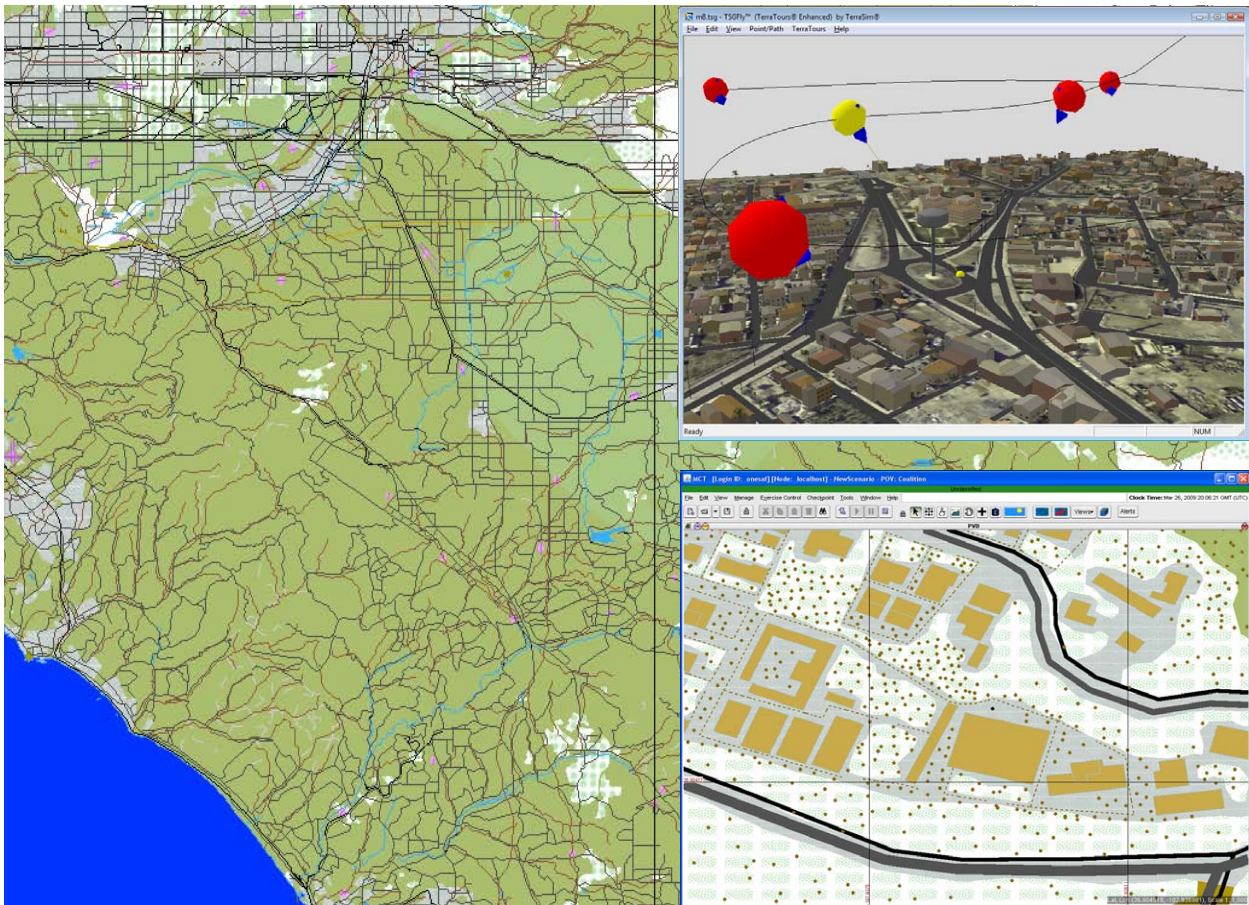 m8.tsg - TSGFly™ (TerraTours® Enhanced) by TerraSim®
File Edit View Point/Path TerraTours Help
Ready NUM
MCT [Login ID: onesaf] [Node: localhost] - NewScenario - POV: Coalition
Unclassified
File Edit View Manage Exercise Control Checkpoint Tools Window Help
Clock Time: Mar 26, 2009 20:06:21 GMT (UTC)
Views Alerts
PVD